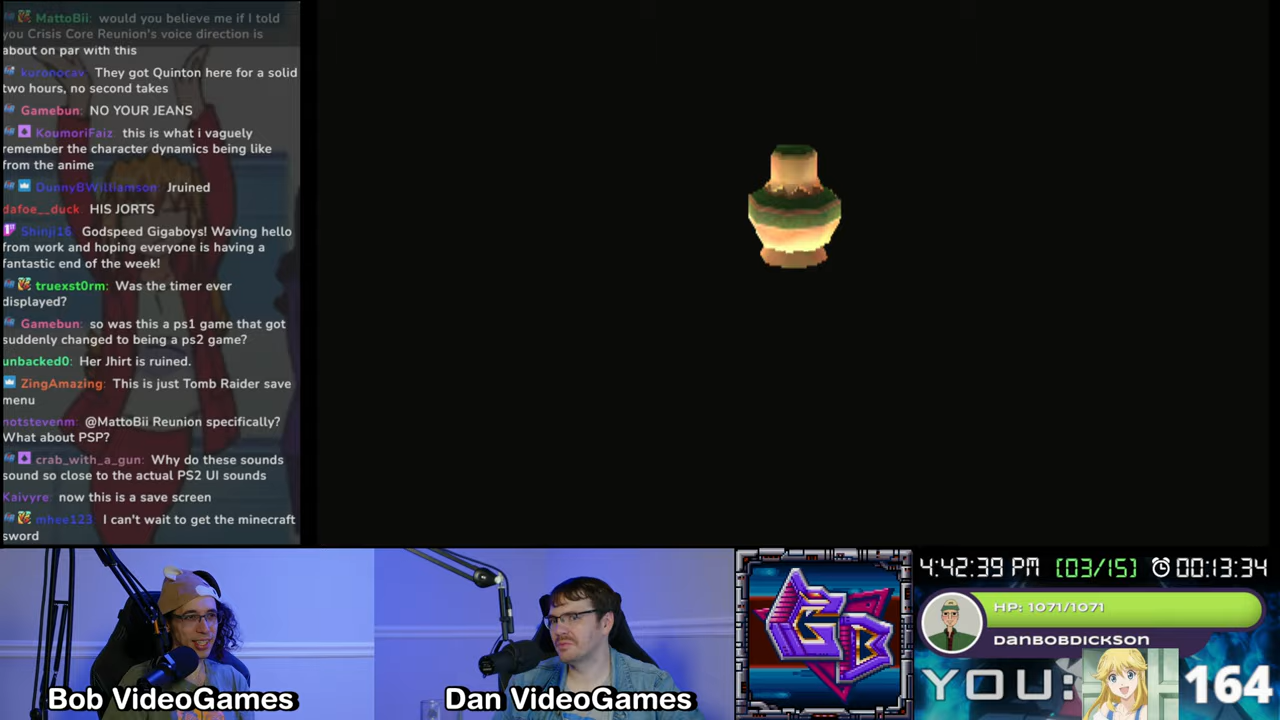 MattoBii: would you believe me if I told
you Crisis Core Reunion's voice direction is
about on par with this
kuronorav: They got Quinton here for a solid
two hours, no second takes
Gamebun: NO YOUR JEANS
KoumoriFaiz: this is what i vaguely
remember the character dynamics being like
from the anime
DunnyBWilliamson: Jruined
dafoe__duck: HIS JORTS
Shinji16: Godspeed Gigaboys! Waving hello
from work and hoping everyone is having a
fantastic end of the week!
truexst0rm: Was the timer ever
displayed?
Gamebun: so was this a ps1 game that got
suddenly changed to being a ps2 game?
unbacked0: Her Jhirt is ruined.
ZingAmazing: This is just Tomb Raider save
menu
notstevenm: @MattoBii Reunion specifically?
What about PSP?
crab_with_a_gun: Why do these sounds
sound so close to the actual PS2 UI sounds
Kaivyre: now this is a save screen
mhee123: I can't wait to get the minecraft
sword
Bob VideoGames
Dan VideoGames
GB
4:42:39 PM [03/15] 00:13:34
HP: 1071/1071
DANBOBDICKSON
YOU: 164